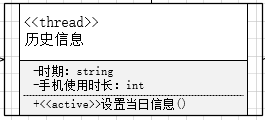 <<thread>>
历史信息
-时期: string
-手机使用时长: int
+<<active>>设置当日信息()